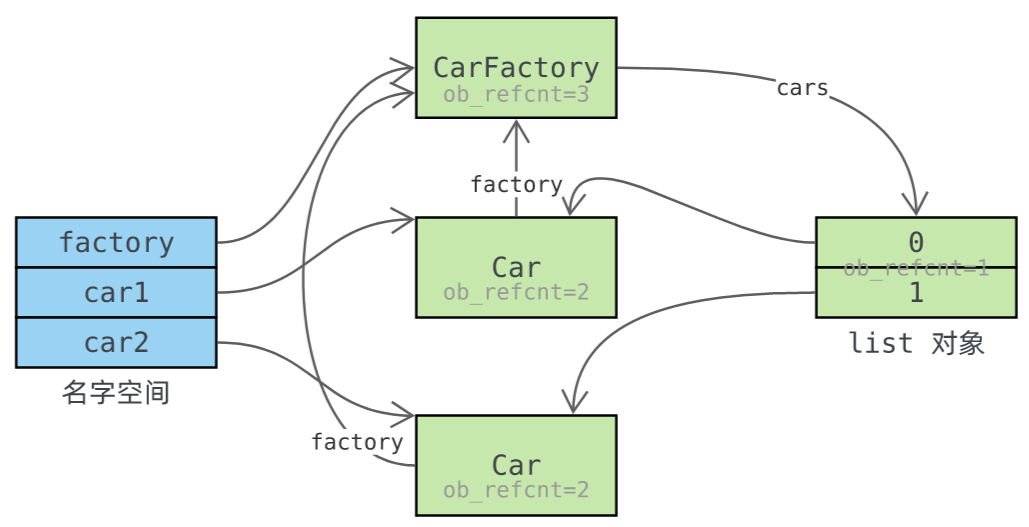 CarFactory
ob_refcnt=3
cars
factory
factory
car1
car2
名字空间
Car
ob_refcnt=2
0
ob_refcnt=1
1
list 对象
factory
Car
ob_refcnt=2